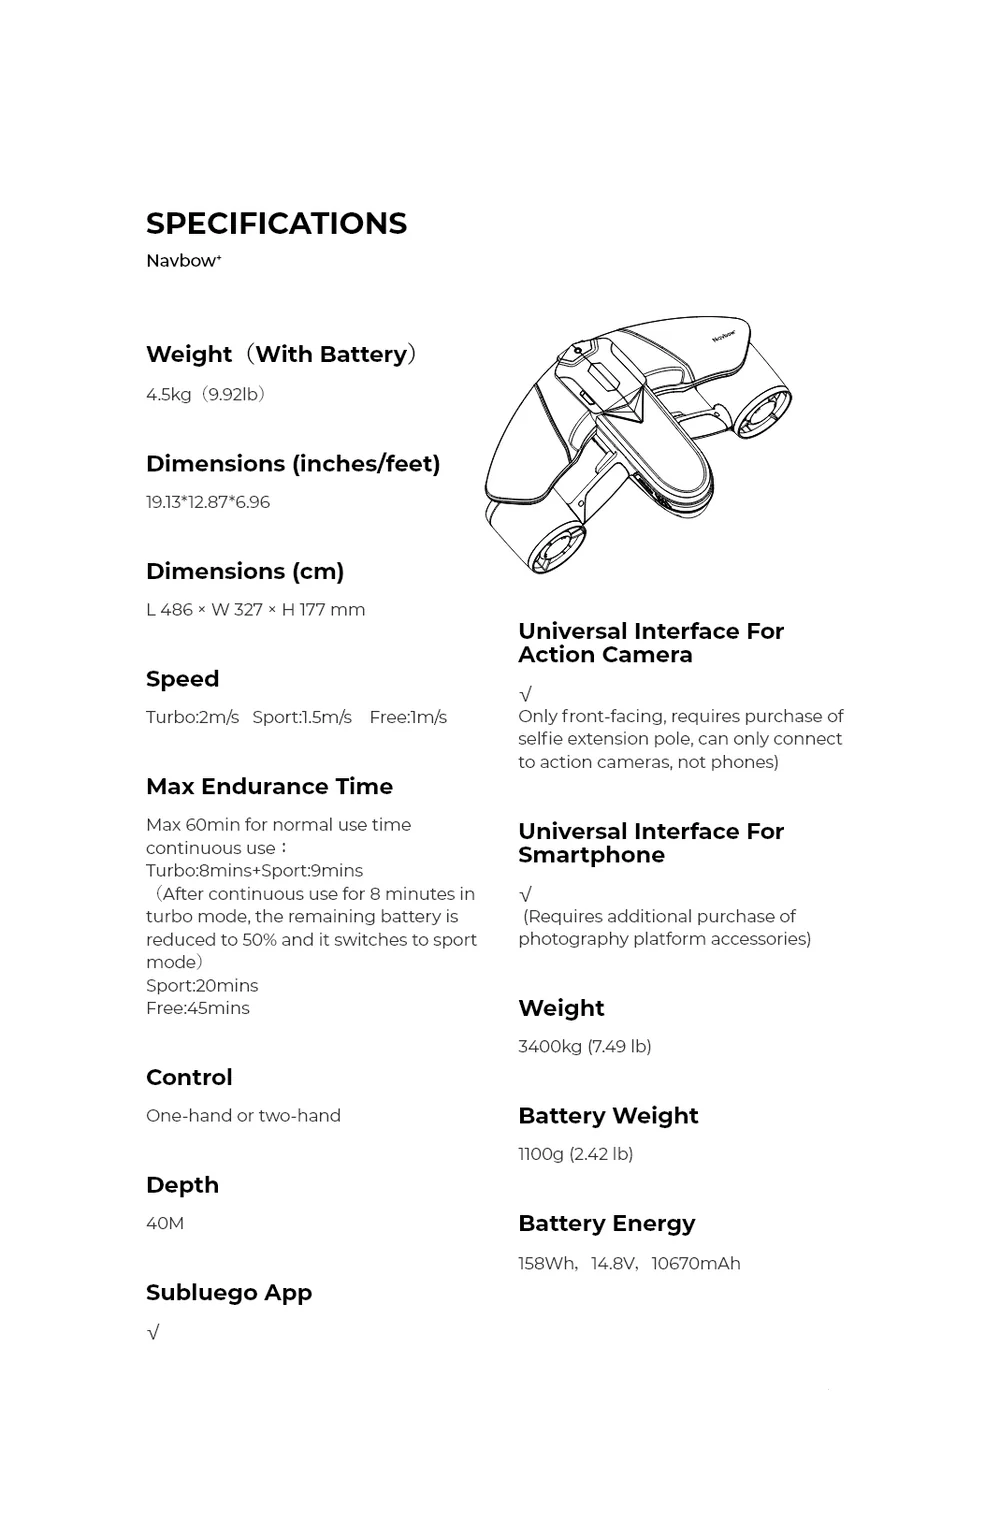 SPECIFICATIONS
Navbow⁺
Weight（With Battery）
4.5kg（9.92lb）
Dimensions (inches/feet)
19.13*12.87*6.96
Dimensions (cm)
L 486 × W 327 × H 177 mm
Speed
Turbo:2m/s Sport:1.5m/s Free:1m/s
Max Endurance Time
Max 60min for normal use time
continuous use：
Turbo:8mins+Sport:9mins
（After continuous use for 8 minutes in
turbo mode, the remaining battery is
reduced to 50% and it switches to sport
mode）
Sport:20mins
Free:45mins
Control
One-hand or two-hand
Depth
40M
Subluego App
√
Navbow
Universal Interface For
Action Camera
√
Only front-facing, requires purchase of
selfie extension pole, can only connect
to action cameras, not phones)
Universal Interface For
Smartphone
√
(Requires additional purchase of
photography platform accessories)
Weight
3400kg (7.49 lb)
Battery Weight
1100g (2.42 lb)
Battery Energy
158Wh，14.8V，10670mAh